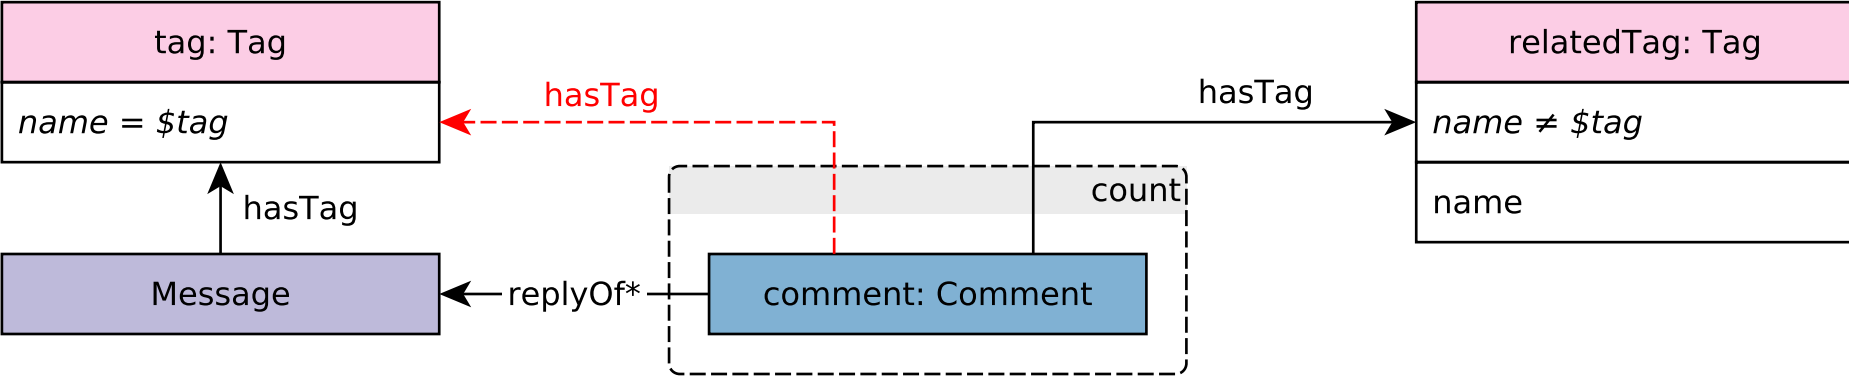 tag: Tag
name = $tag
hasTag
Message
hasTag
replyOf*
count
comment: Comment
hasTag
relatedTag: Tag
name ≠ $tag
name